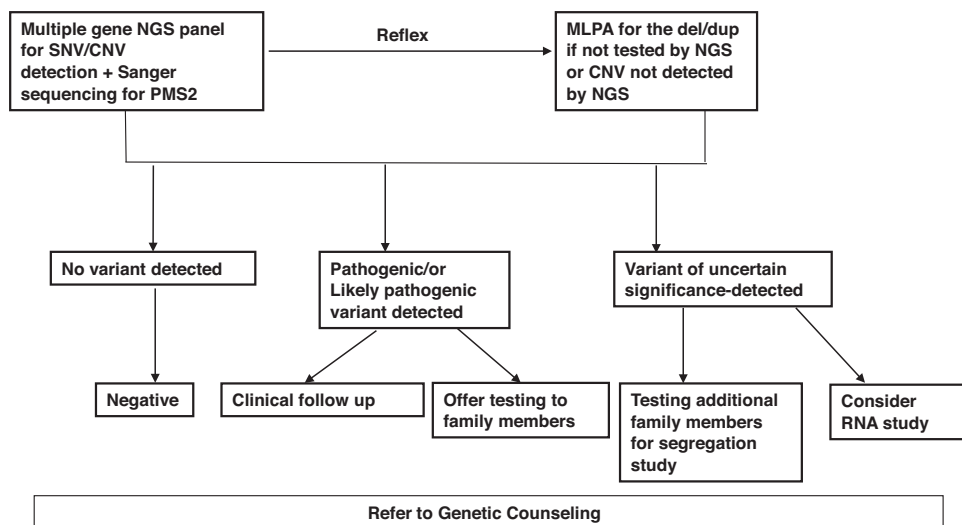 Multiple gene NGS panel
for SNV/CNV
detection + Sanger
sequencing for PMS2
Reflex
MLPA for the del/dup
if not tested by NGS
or CNV not detected
by NGS
No variant detected
Pathogenic/or
Likely pathogenic
variant detected
Variant of uncertain
significance-detected
Negative
Clinical follow up
Offer testing to
family members
Testing additional
family members
for segregation
study
Consider
RNA study
Refer to Genetic Counseling